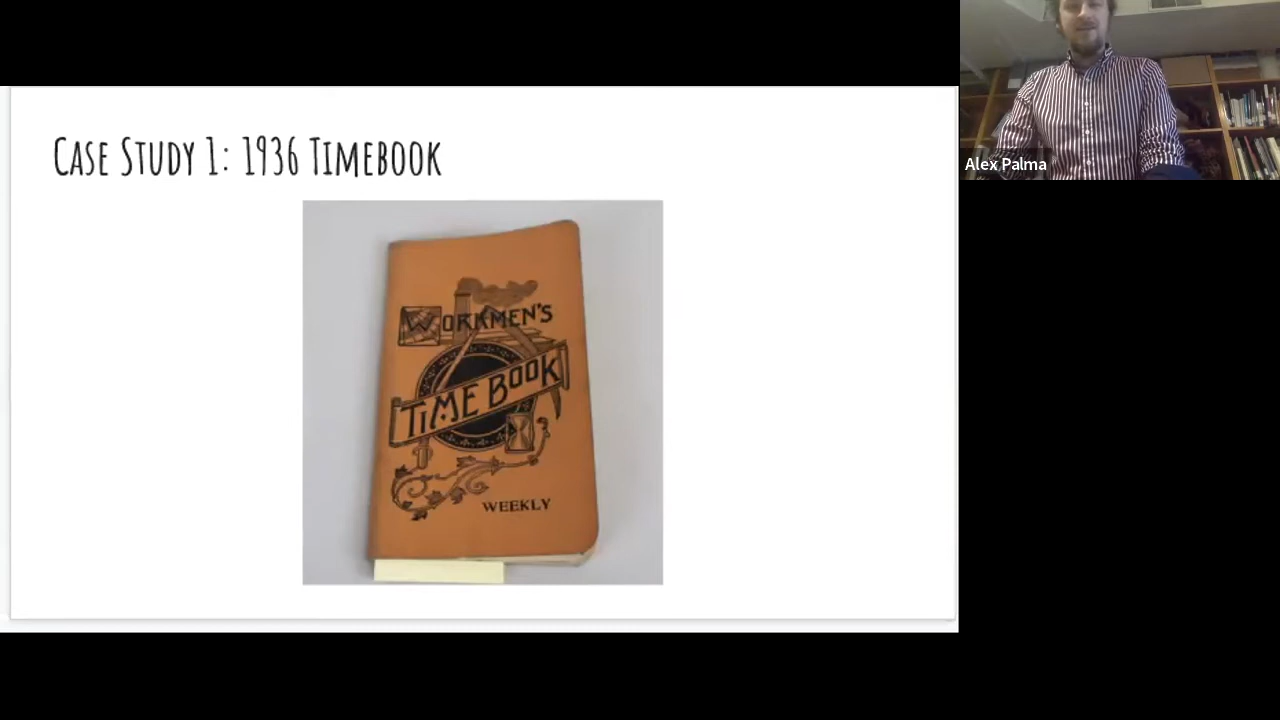 Case Study 1: 1936 Timebook
WORKMEN'S
TIME BOOK
WEEKLY
Alex Palma